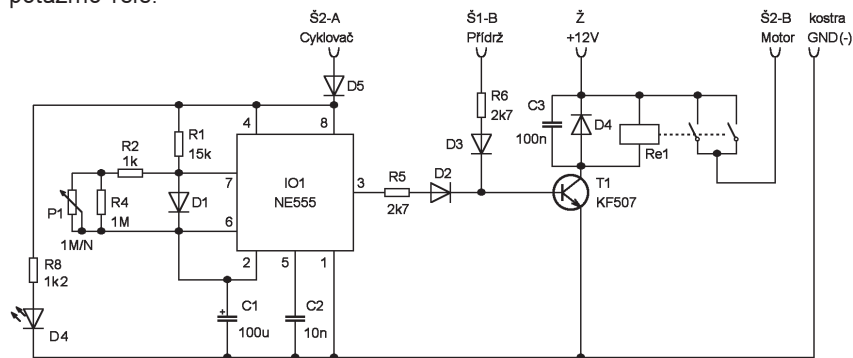 potažmo relé.
Š2-A
Cyklovač
Š1-B
Přídrž
Ž
+12V
Š2-B
Motor
kostra
GND(-)
D5
R6
2k7
C3
100n
D4
Re1
R1
15k
4
8
R2
1k
D3
IO1
NE555
7
3
R5
2k7
D2
T1
KF507
P1
1M/N
R4
1M
D1
6
R8
1k2
2
5
1
C1
100u
+
C2
10n
D4